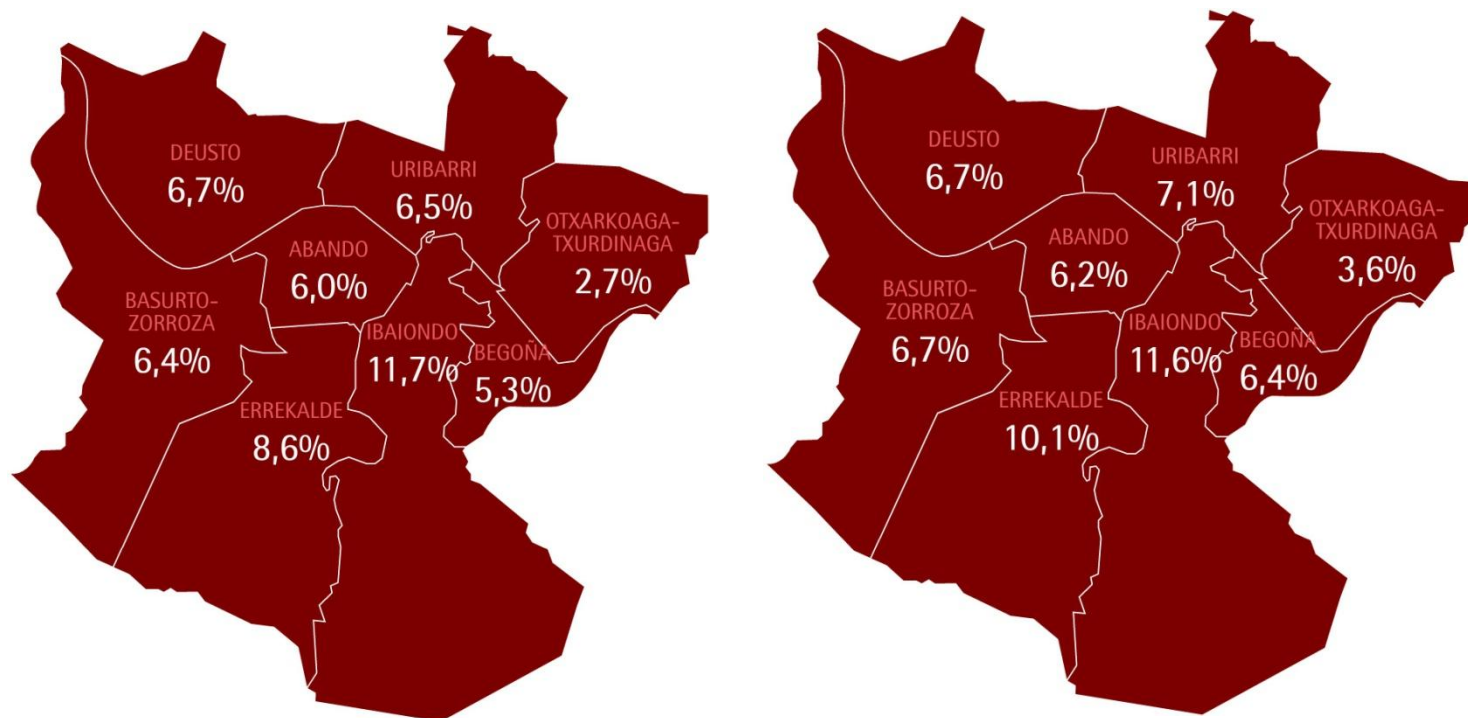 DEUSTO
6,7%
URIBARRI
6,5%
OTXARKOAGA-
TXURDINAGA
2,7%
ABANDO
6,0%
BASURTO-
ZORROZA
6,4%
IBAIONDO
11,7%
BEGOÑA
5,3%
ERREKALDE
8,6%
DEUSTO
6,7%
URIBARRI
7,1%
OTXARKOAGA-
TXURDINAGA
3,6%
ABANDO
6,2%
BASURTO-
ZORROZA
6,7%
IBAIONDO
11,6%
BEGOÑA
6,4%
ERREKALDE
10,1%